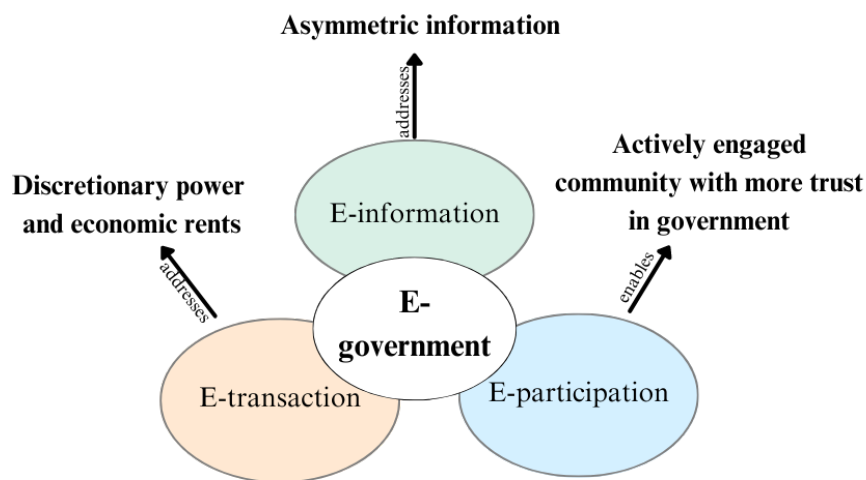 Asymmetric information
addresses
Actively engaged
community with more trust
in government
Discretionary power
and economic rents
E-information
addresses
enables
E-
government
E-transaction
E-participation